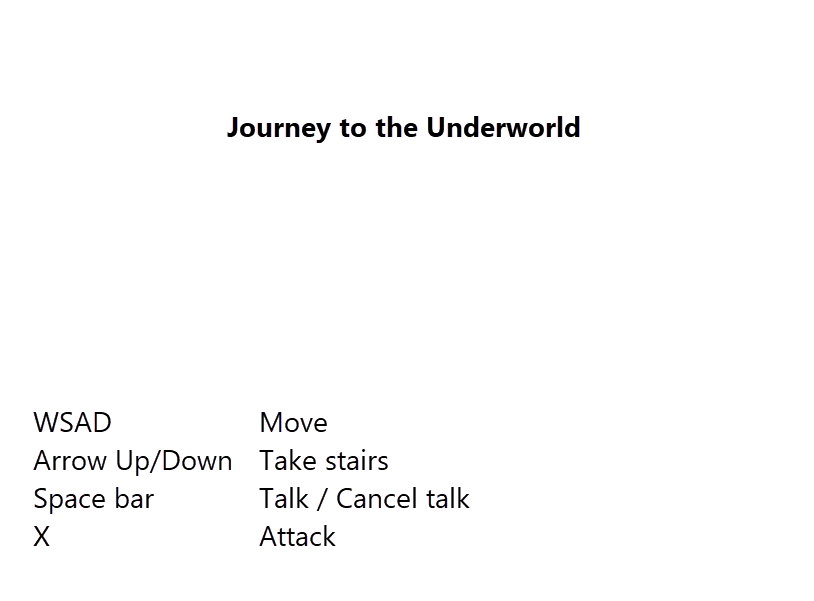 Journey to the Underworld
WSAD Move
Arrow Up/Down Take stairs
Space bar Talk / Cancel talk
X Attack